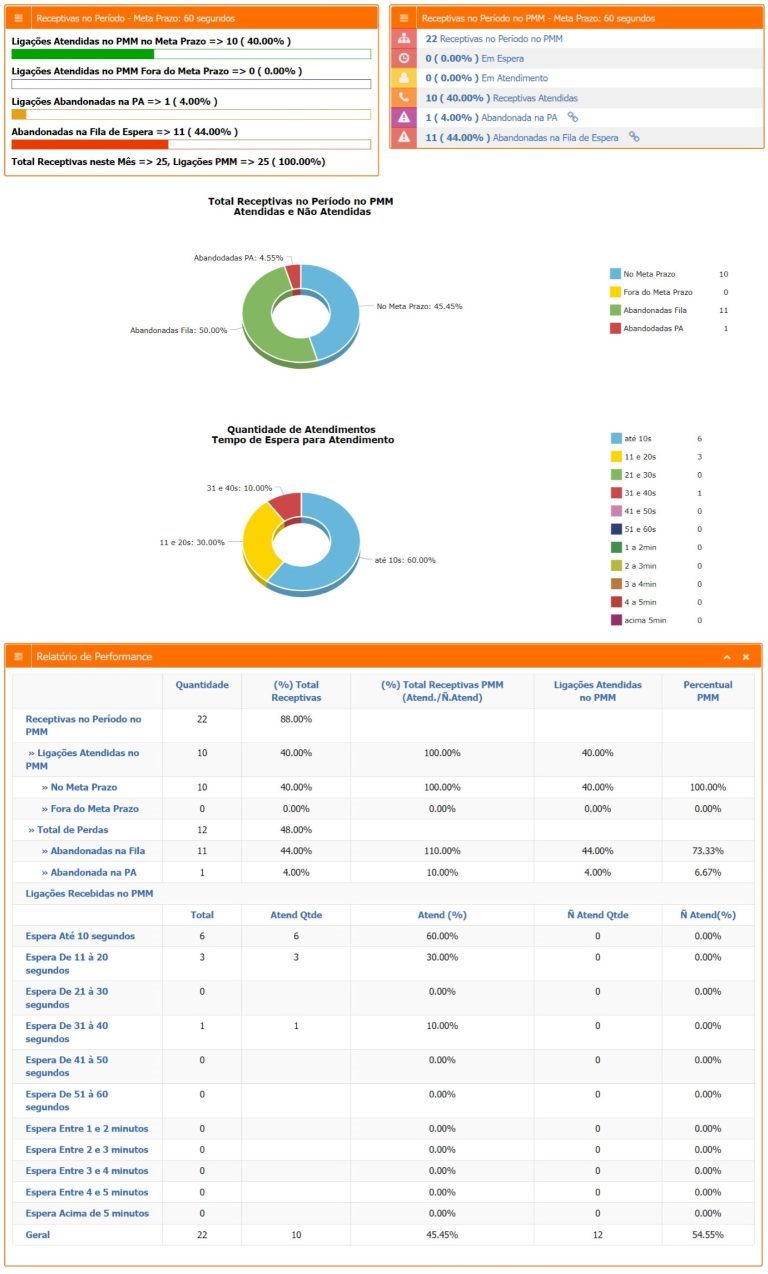 Receptivas no Período - Meta Prazo: 60 segundos
Ligações Atendidas no PMM no Meta Prazo => 10 ( 40.00% )
Ligações Atendidas no PMM Fora do Meta Prazo => 0 ( 0.00% )
Ligações Abandonadas na PA => 1 ( 4.00% )
Abandonadas na Fila de Espera => 11 ( 44.00% )
Total Receptivas neste Mês => 25, Ligações PMM => 25 ( 100.00%)
Receptivas no Período no PMM - Meta Prazo: 60 segundos
22 Receptivas no Período no PMM
0 ( 0.00% ) Em Espera
0 ( 0.00% ) Em Atendimento
10 ( 40.00% ) Receptivas Atendidas
1 ( 4.00% ) Abandonada na PA
11 ( 44.00% ) Abandonadas na Fila de Espera
Total Receptivas no Período no PMM
Atendidas e Não Atendidas
Abandodadas PA: 4.55%
No Meta Prazo: 45.45%
Abandonadas Fila: 50.00%
No Meta Prazo 10
Fora do Meta Prazo 0
Abandonadas Fila 11
Abandodadas PA 1
Quantidade de Atendimentos
Tempo de Espera para Atendimento
31 e 40s: 10.00%
11 e 20s: 30.00%
até 10s: 60.00%
até 10s 6
11 e 20s 3
21 e 30s 0
31 e 40s 1
41 e 50s 0
51 e 60s 0
1 a 2min 0
2 a 3min 0
3 a 4min 0
4 a 5min 0
acima 5min 0
Relatório de Performance
Quantidade (%) Total (%) Total Receptivas PMM Ligações Atendidas Percentual
Receptivas (Atend./Ñ.Atend) no PMM PMM
Receptivas no Período no 22 88.00%
PMM
» Ligações Atendidas no 10 40.00% 100.00% 40.00%
PMM
» No Meta Prazo 10 40.00% 100.00% 40.00% 100.00%
» Fora do Meta Prazo 0 0.00% 0.00% 0.00% 0.00%
» Total de Perdas 12 48.00%
» Abandonadas na Fila 11 44.00% 110.00% 44.00% 73.33%
» Abandonada na PA 1 4.00% 10.00% 4.00% 6.67%
Ligações Recebidas no PMM
Total Atend Qtde Atend (%) Ñ Atend Qtde Ñ Atend(%)
Espera Até 10 segundos 6 6 60.00% 0 0.00%
Espera De 11 à 20 3 3 30.00% 0 0.00%
segundos
Espera De 21 à 30 0 0.00% 0 0.00%
segundos
Espera De 31 à 40 1 1 10.00% 0 0.00%
segundos
Espera De 41 à 50 0 0.00% 0 0.00%
segundos
Espera De 51 à 60 0 0.00% 0 0.00%
segundos
Espera Entre 1 e 2 minutos 0 0.00% 0 0.00%
Espera Entre 2 e 3 minutos 0 0.00% 0 0.00%
Espera Entre 3 e 4 minutos 0 0.00% 0 0.00%
Espera Entre 4 e 5 minutos 0 0.00% 0 0.00%
Espera Acima de 5 minutos 0 0.00% 0 0.00%
Geral 22 10 45.45% 12 54.55%